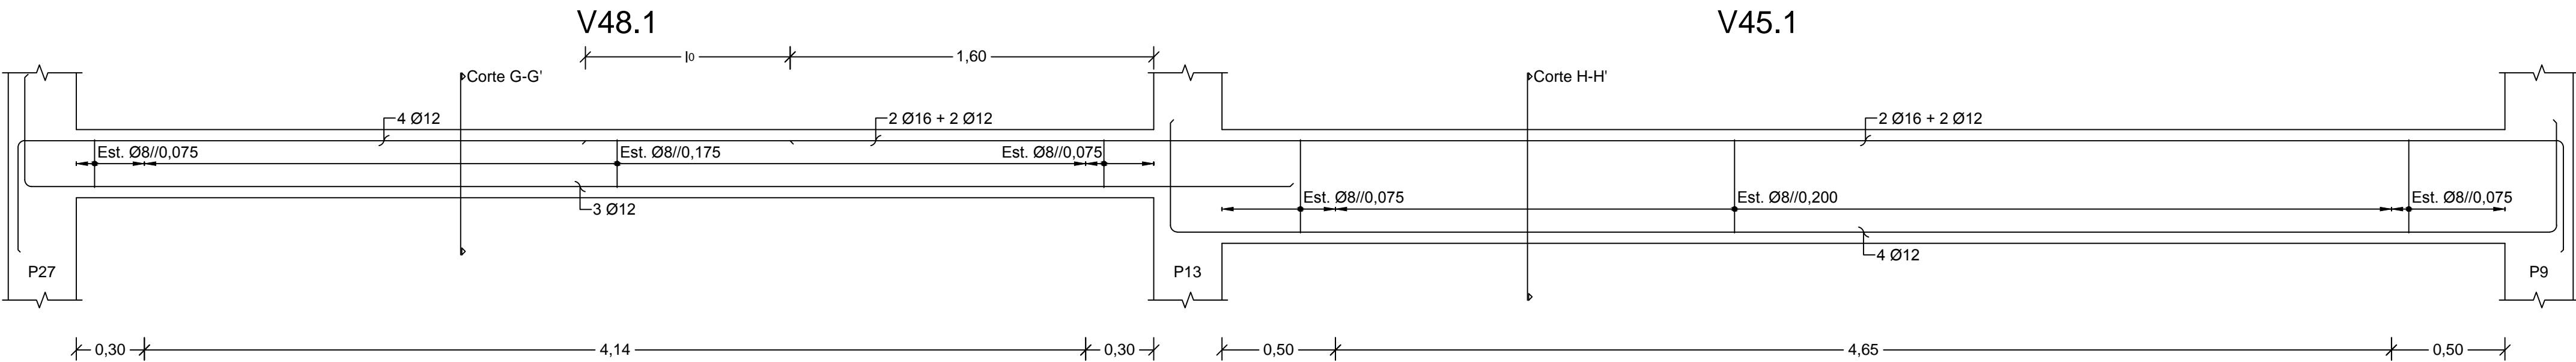 V48.1
V45.1
l0
1,60
Corte G-G'
Corte H-H'
4 Ø12
2 Ø16 + 2 Ø12
2 Ø16 + 2 Ø12
Est. Ø8//0,075
Est. Ø8//0,175
Est. Ø8//0,075
Est. Ø8//0,075
Est. Ø8//0,200
Est. Ø8//0,075
3 Ø12
4 Ø12
P27
P13
P9
0,30
4,14
0,30
0,50
4,65
0,50